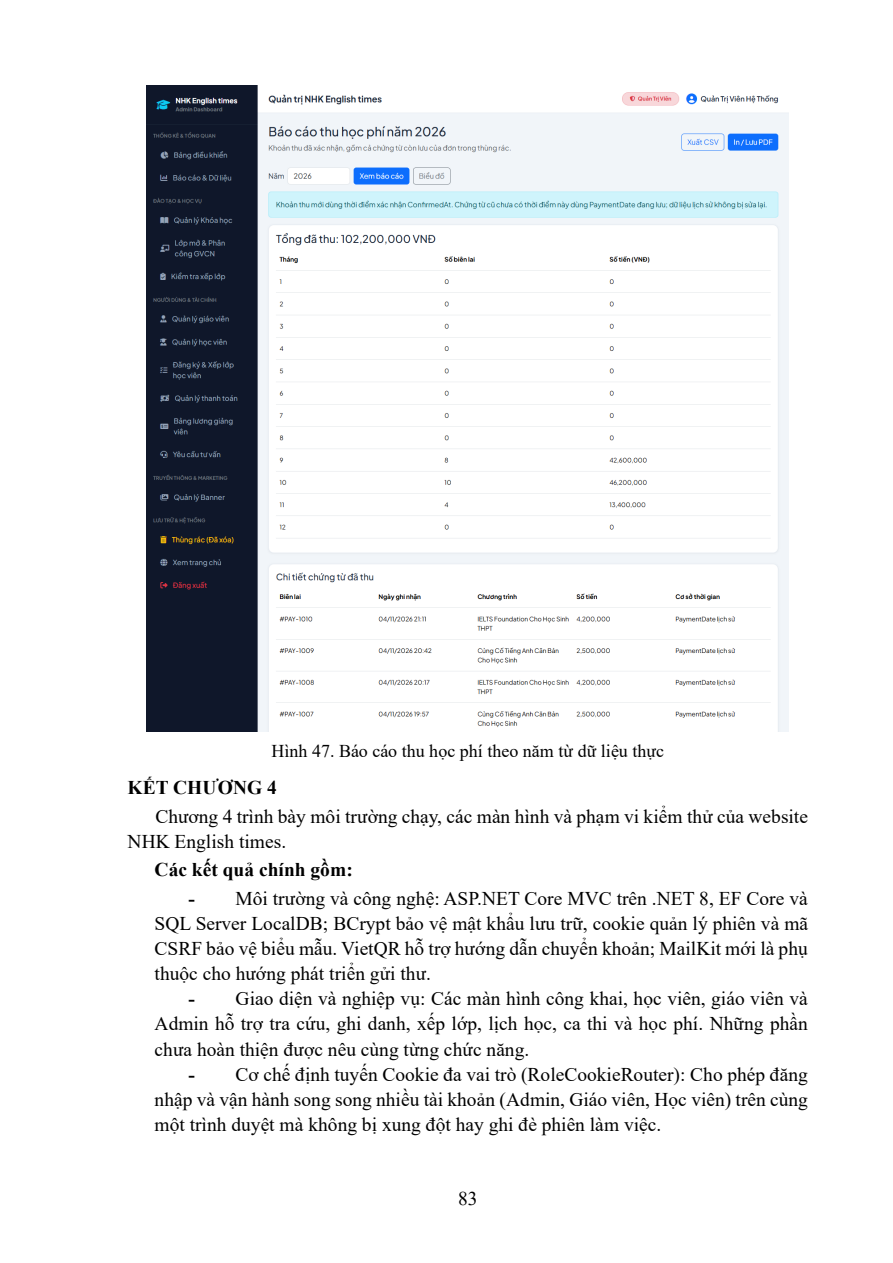 NHK English times
Admin Dashboard
THỐNG KÊ & TỔNG QUAN
Bảng điều khiển
Báo cáo & Dữ liệu
ĐÀO TẠO & HỌC VỤ
Quản lý Khóa học
Lớp mở & Phân
công GVCN
Kiểm tra xếp lớp
NGƯỜI DÙNG & TÀI CHÍNH
Quản lý giáo viên
Quản lý học viên
Đăng ký & Xếp lớp
học viên
Quản lý thanh toán
Bảng lương giảng
viên
Yêu cầu tư vấn
TRUYỀN THÔNG & MARKETING
Quản lý Banner
LƯU TRỮ & HỆ THỐNG
Thùng rác (Đã xóa)
Xem trang chủ
Đăng xuất
Quản trị NHK English times
Quản Trị Viên
Quản Trị Viên Hệ Thống
Báo cáo thu học phí năm 2026
Khoản thu đã xác nhận, gồm cả chứng từ còn lưu của đơn trong thùng rác.
Xuất CSV
In / Lưu PDF
Năm 2026 Xem báo cáo Biểu đồ
Khoản thu mới dùng thời điểm xác nhận ConfirmedAt. Chứng từ cũ chưa có thời điểm này dùng PaymentDate đang lưu; dữ liệu lịch sử không bị sửa lại.
Tổng đã thu: 102,200,000 VNĐ
Tháng Số biên lai Số tiền (VNĐ)
1 0 0
2 0 0
3 0 0
4 0 0
5 0 0
6 0 0
7 0 0
8 0 0
9 8 42,600,000
10 10 46,200,000
11 4 13,400,000
12 0 0
Chi tiết chứng từ đã thu
Biên lai Ngày ghi nhận Chương trình Số tiền Cơ sở thời gian
#PAY-1010 04/11/2026 21:11 IELTS Foundation Cho Học Sinh 4,200,000 PaymentDate lịch sử
THPT
#PAY-1009 04/11/2026 20:42 Củng Cố Tiếng Anh Căn Bản 2,500,000 PaymentDate lịch sử
Cho Học Sinh
#PAY-1008 04/11/2026 20:17 IELTS Foundation Cho Học Sinh 4,200,000 PaymentDate lịch sử
THPT
#PAY-1007 04/11/2026 19:57 Củng Cố Tiếng Anh Căn Bản 2,500,000 PaymentDate lịch sử
Cho Học Sinh
Hình 47. Báo cáo thu học phí theo năm từ dữ liệu thực
KẾT CHƯƠNG 4
Chương 4 trình bày môi trường chạy, các màn hình và phạm vi kiểm thử của website
NHK English times.
Các kết quả chính gồm:
- Môi trường và công nghệ: ASP.NET Core MVC trên .NET 8, EF Core và
SQL Server LocalDB; BCrypt bảo vệ mật khẩu lưu trữ, cookie quản lý phiên và mã
CSRF bảo vệ biểu mẫu. VietQR hỗ trợ hướng dẫn chuyển khoản; MailKit mới là phụ
thuộc cho hướng phát triển gửi thư.
- Giao diện và nghiệp vụ: Các màn hình công khai, học viên, giáo viên và
Admin hỗ trợ tra cứu, ghi danh, xếp lớp, lịch học, ca thi và học phí. Những phần
chưa hoàn thiện được nêu cùng từng chức năng.
- Cơ chế định tuyến Cookie đa vai trò (RoleCookieRouter): Cho phép đăng
nhập và vận hành song song nhiều tài khoản (Admin, Giáo viên, Học viên) trên cùng
một trình duyệt mà không bị xung đột hay ghi đè phiên làm việc.
83